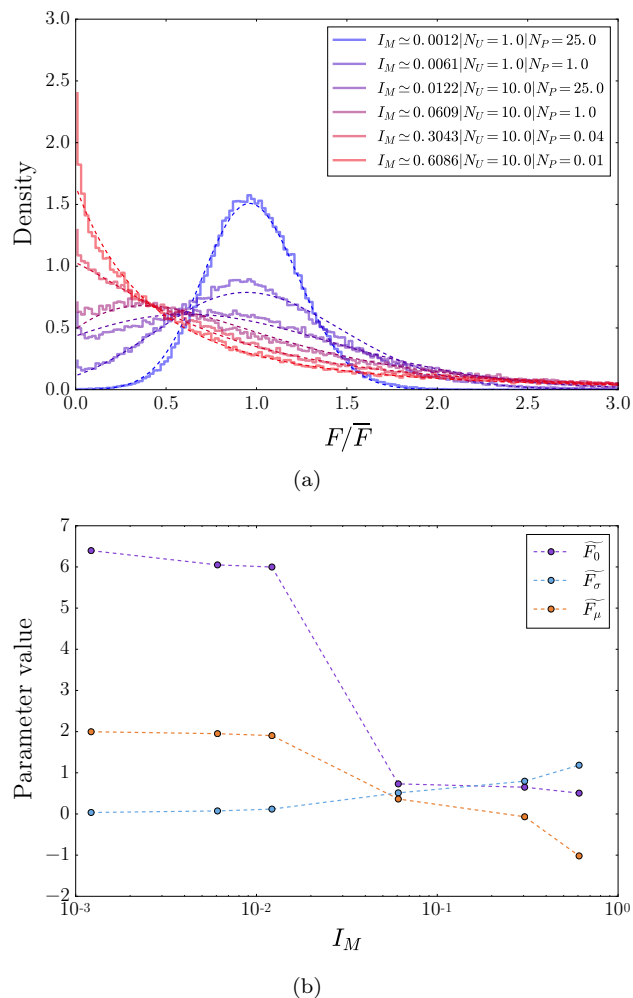 3.0
2.5
2.0
1.5
1.0
0.5
0.0
Density
I_M ≃ 0.0012|N_U = 1.0|N_P = 25.0
I_M ≃ 0.0061|N_U = 1.0|N_P = 1.0
I_M ≃ 0.0122|N_U = 10.0|N_P = 25.0
I_M ≃ 0.0609|N_U = 10.0|N_P = 1.0
I_M ≃ 0.3043|N_U = 10.0|N_P = 0.04
I_M ≃ 0.6086|N_U = 10.0|N_P = 0.01
0.0 0.5 1.0 1.5 2.0 2.5 3.0
F/F̅
(a)
7
6
5
4
3
2
1
0
−1
−2
Parameter value
F̃_0
F̃_σ
F̃_μ
10⁻³ 10⁻² 10⁻¹ 10⁰
I_M
(b)